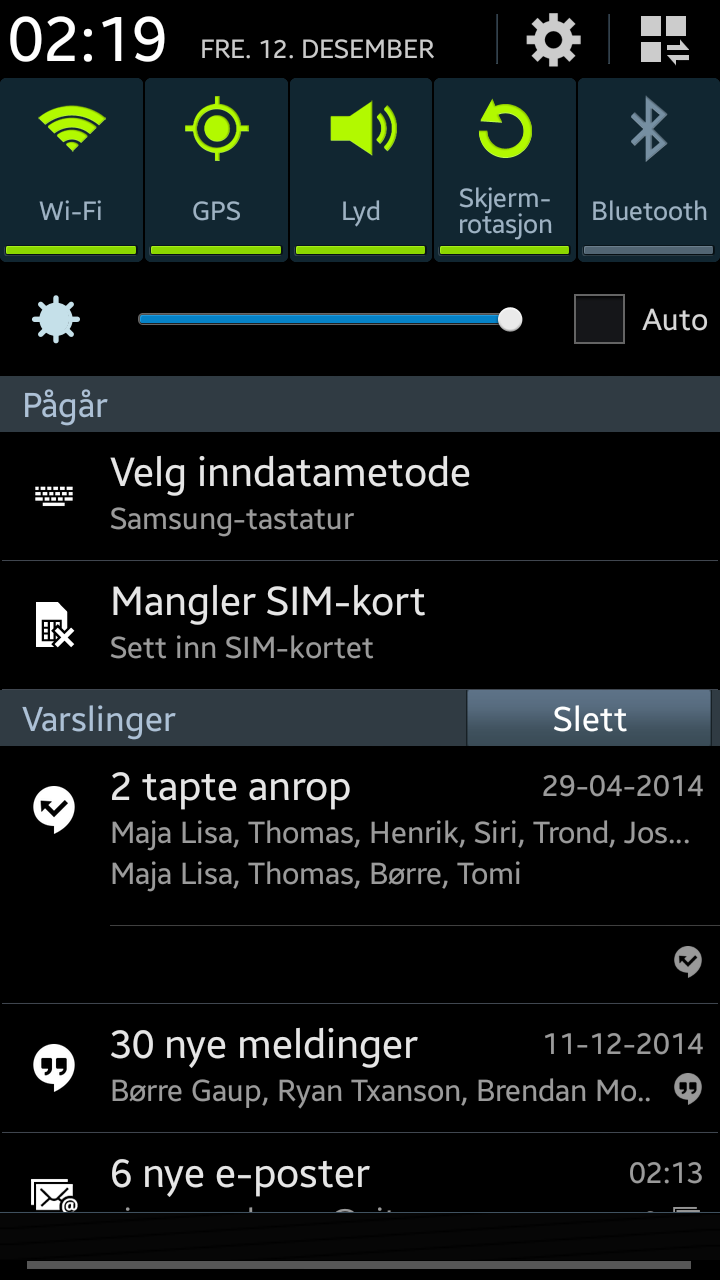 02:19 FRE. 12. DESEMBER
Wi-Fi
GPS
Lyd
Skjerm-
rotasjon
Bluetooth
Auto
Pågår
Velg inndatametode
Samsung-tastatur
Mangler SIM-kort
Sett inn SIM-kortet
Varslinger Slett
2 tapte anrop 29-04-2014
Maja Lisa, Thomas, Henrik, Siri, Trond, Jos...
Maja Lisa, Thomas, Børre, Tomi
30 nye meldinger 11-12-2014
Børre Gaup, Ryan Txanson, Brendan Mo..
6 nye e-poster 02:13